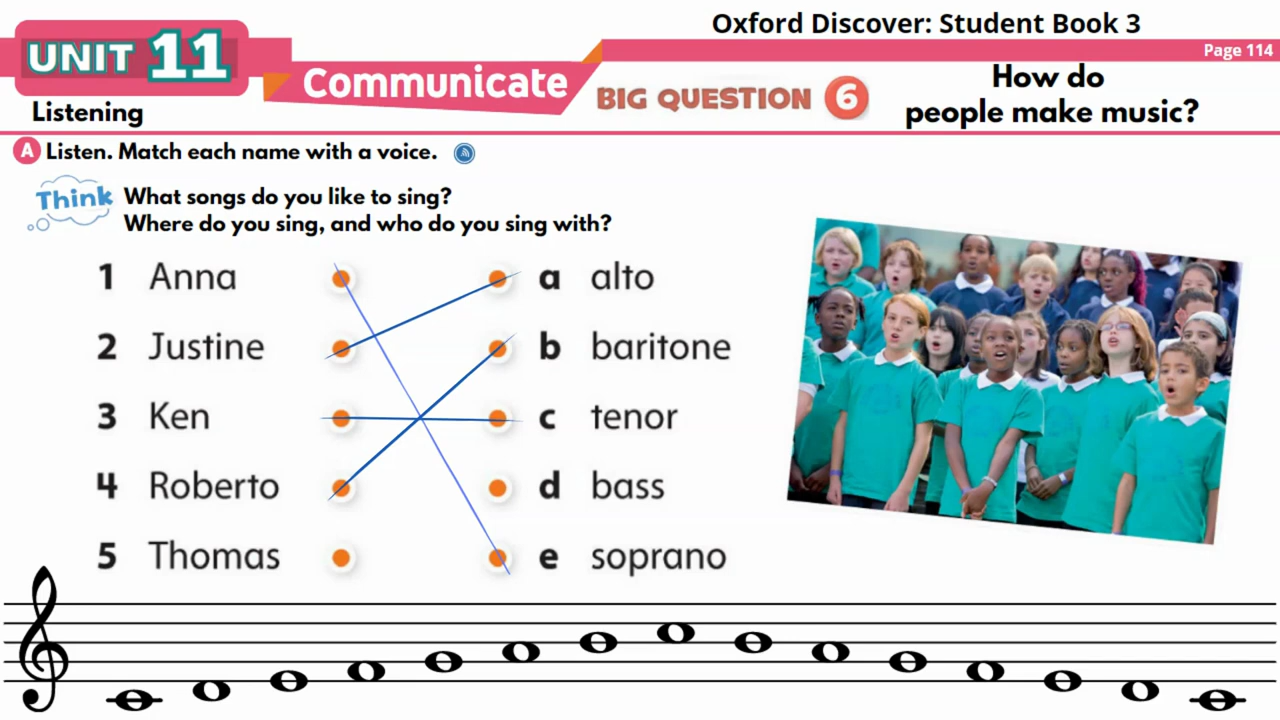 Oxford Discover: Student Book 3
Page 114
UNIT 11
Communicate
BIG QUESTION 6
How do
people make music?
Listening
A Listen. Match each name with a voice.
Think
What songs do you like to sing?
Where do you sing, and who do you sing with?
1 Anna
a alto
2 Justine
b baritone
3 Ken
c tenor
4 Roberto
d bass
5 Thomas
e soprano